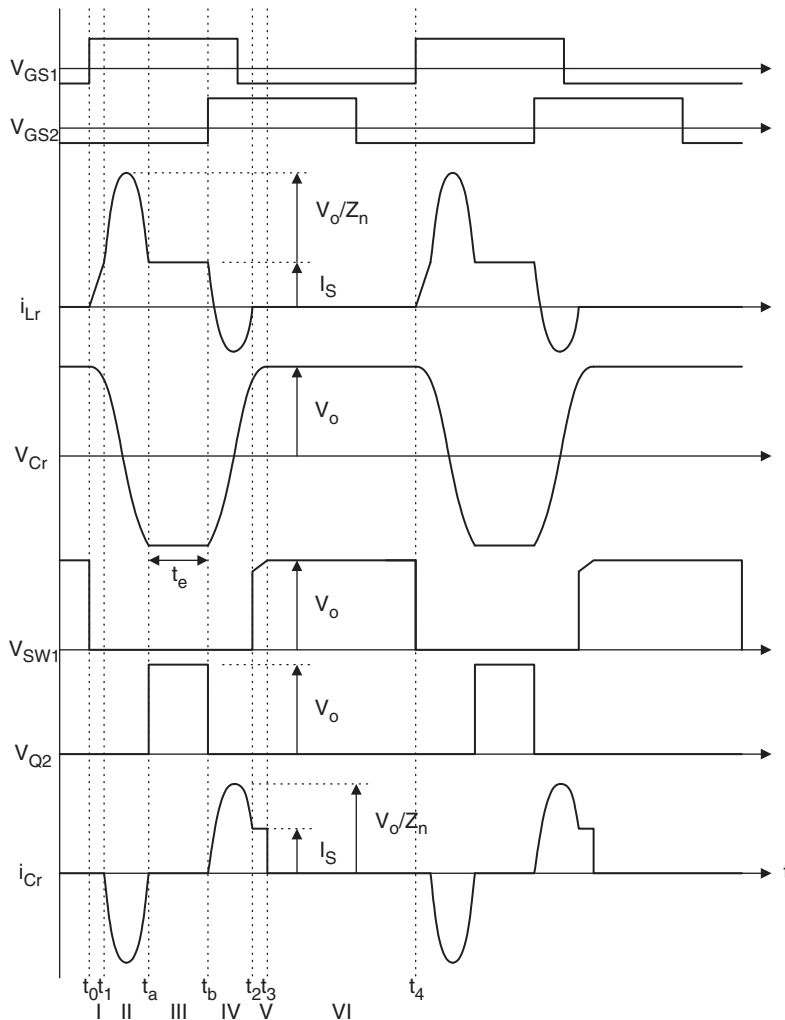 V_GS1
V_GS2
V_o/Z_n
I_S
i_Lr
V_o
V_Cr
t_e
V_o
V_SW1
V_o
V_Q2
V_o/Z_n
I_S
i_Cr
t
t_0 t_1 t_a t_b t_2 t_3 t_4
I II III IV V VI